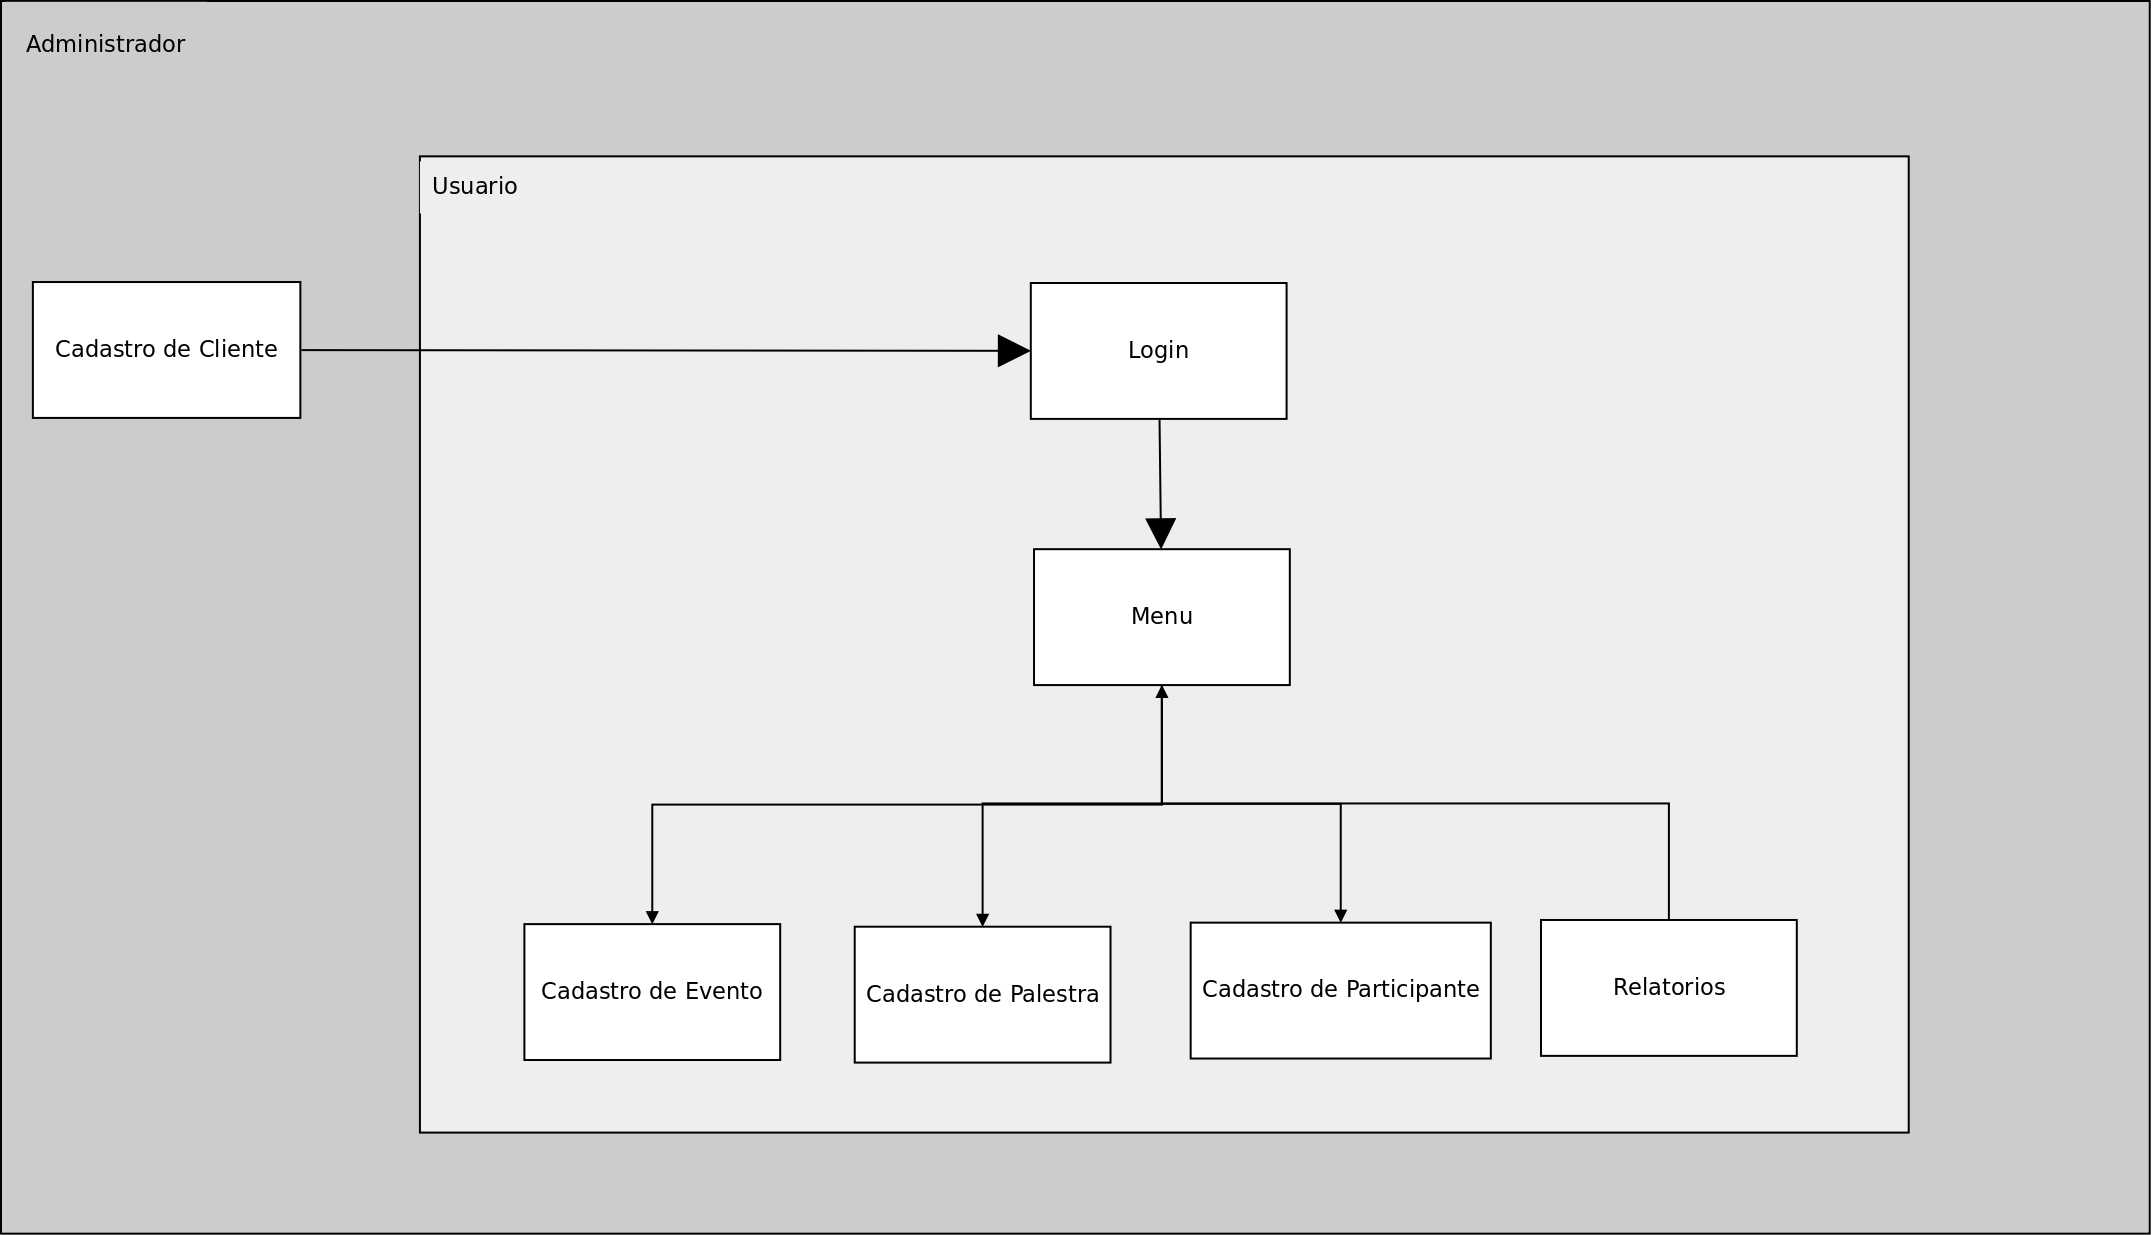 Administrador
Usuario
Cadastro de Cliente
Login
Menu
Cadastro de Evento
Cadastro de Palestra
Cadastro de Participante
Relatorios